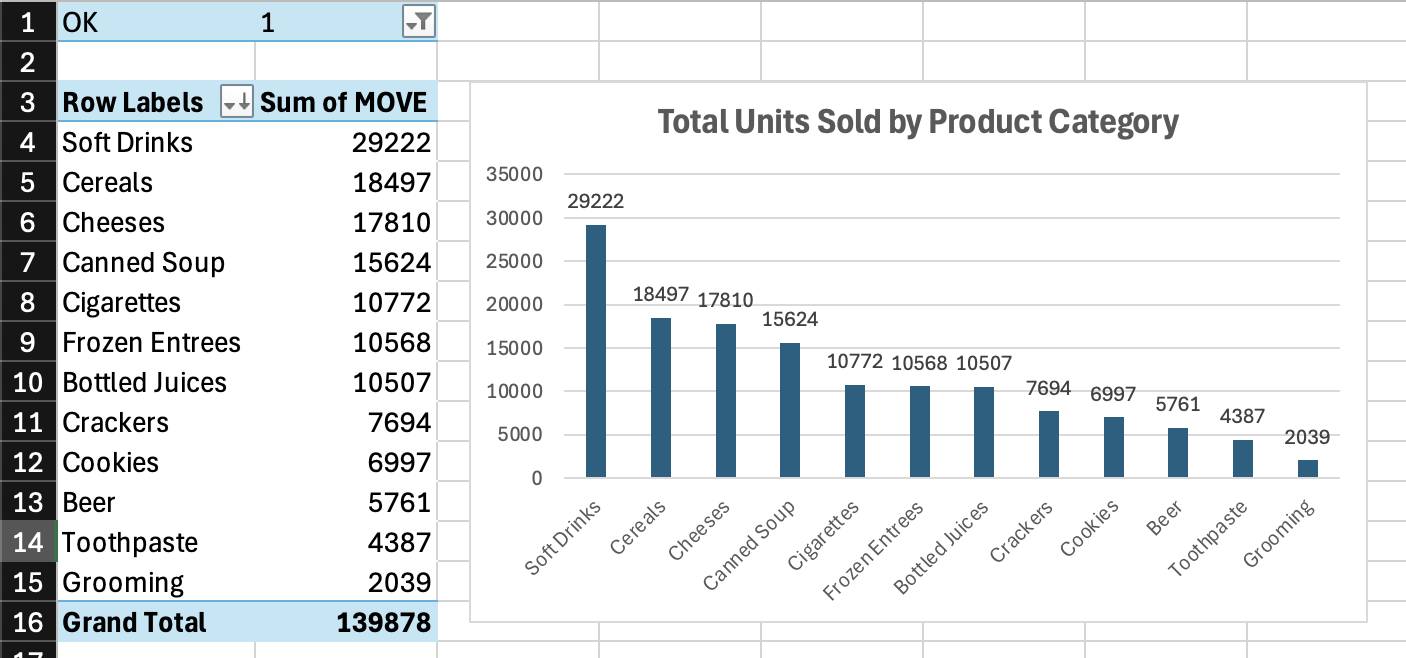 1 OK 1
2
3 Row Labels Sum of MOVE
4 Soft Drinks 29222
5 Cereals 18497
6 Cheeses 17810
7 Canned Soup 15624
8 Cigarettes 10772
9 Frozen Entrees 10568
10 Bottled Juices 10507
11 Crackers 7694
12 Cookies 6997
13 Beer 5761
14 Toothpaste 4387
15 Grooming 2039
16 Grand Total 139878
17
Total Units Sold by Product Category
35000
30000
25000
20000
15000
10000
5000
0
29222
18497
17810
15624
10772
10568
10507
7694
6997
5761
4387
2039
Soft Drinks
Cereals
Cheeses
Canned Soup
Cigarettes
Frozen Entrees
Bottled Juices
Crackers
Cookies
Beer
Toothpaste
Grooming